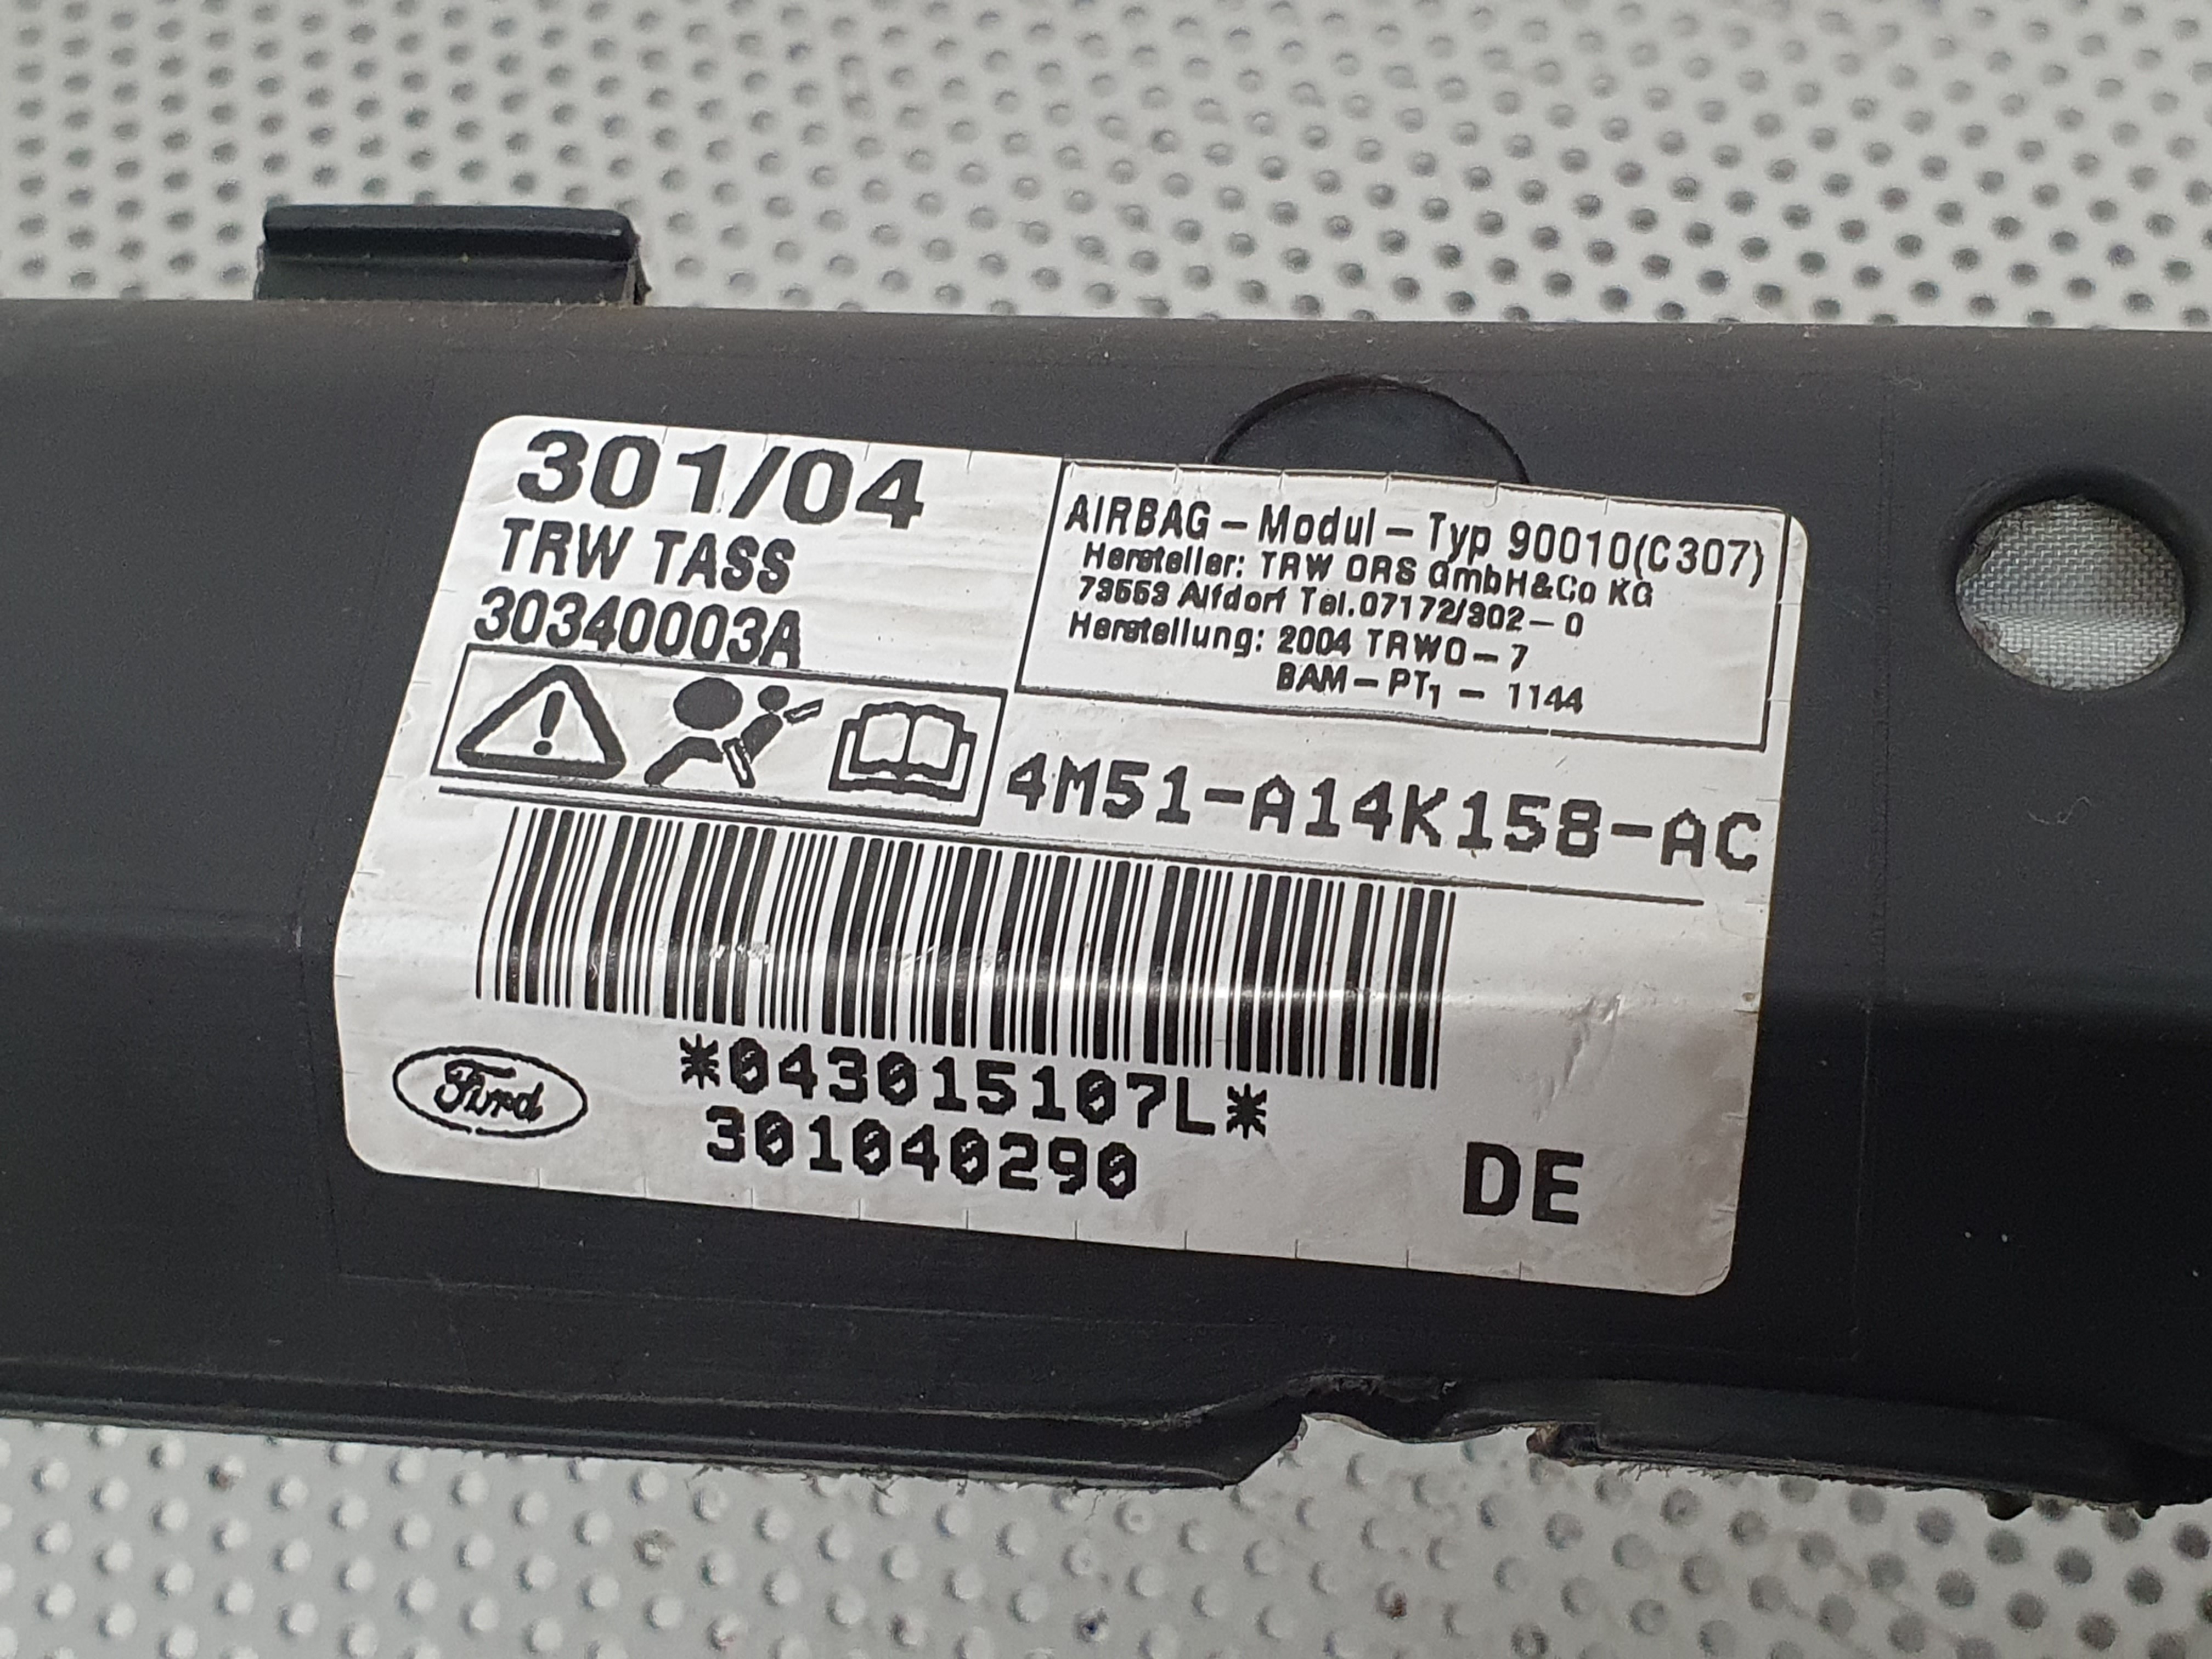 301/04
TRW TASS
30340003A
AIRBAG – Modul – Typ 90010(C307)
Hersteller: TRW ORS GmbH&Co KG
73553 Alfdorf Tel.07172/302 – 0
Herstellung: 2004 TRWO – 7
BAM – PT1 – 1144
4M51-A14K158-AC
*043015107L*
301040290
Ford
DE